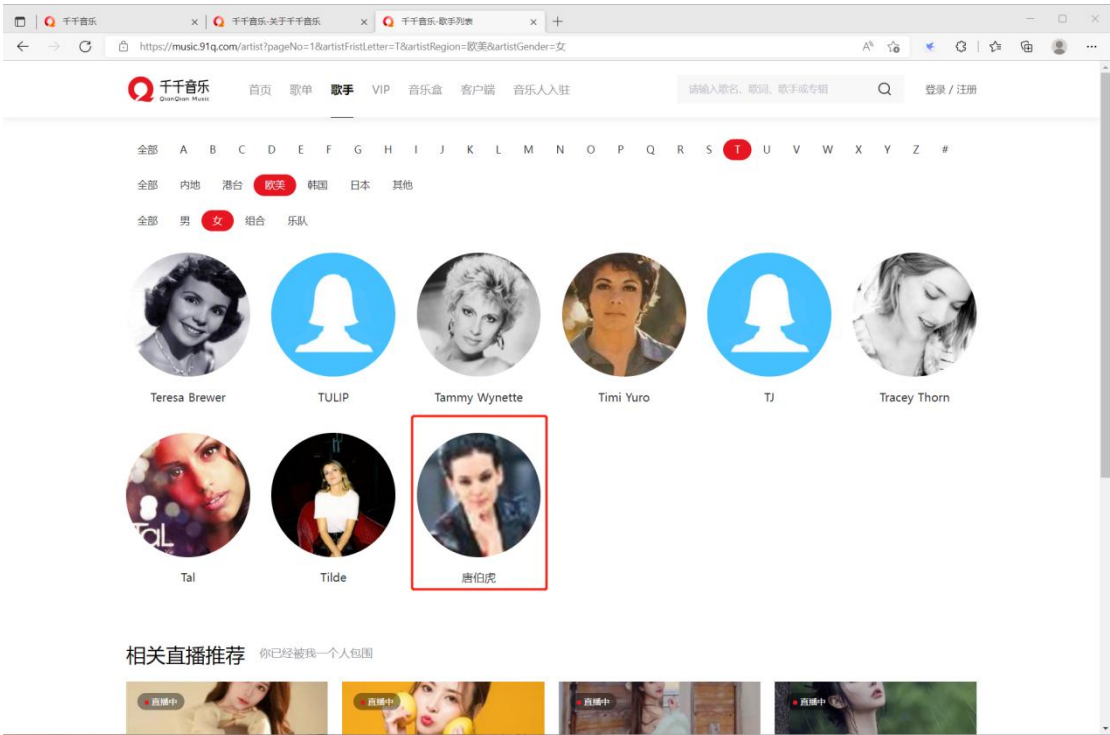 千千音乐
千千音乐-关于千千音乐
千千音乐-歌手列表
https://music.91q.com/artist?pageNo=1&artistFristLetter=T&artistRegion=欧美&artistGender=女
千千音乐
QianQian Music
首页 歌单 歌手 VIP 音乐盒 客户端 音乐人入驻
请输入歌名、歌词、歌手或专辑
登录 / 注册
全部 A B C D E F G H I J K L M N O P Q R S T U V W X Y Z #
全部 内地 港台 欧美 韩国 日本 其他
全部 男 女 组合 乐队
Teresa Brewer TULIP Tammy Wynette Timi Yuro TJ Tracey Thorn
TaL
Tal Tilde 唐伯虎
相关直播推荐 你已经被我一个人包围
直播中 直播中 直播中 直播中